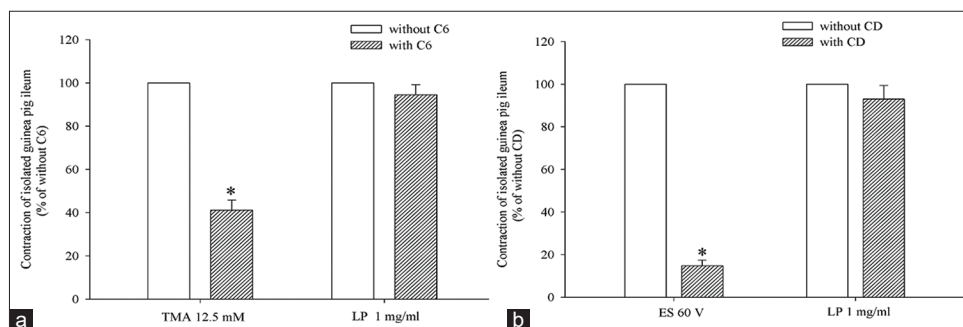 without C6
with C6
120
100
80
60
40
20
0
Contraction of isolated guinea pig ileum
(% of without C6)
*
TMA 12.5 mM
LP 1 mg/ml
a
without CD
with CD
120
100
80
60
40
20
0
Contraction of isolated guinea pig ileum
(% of without CD)
*
ES 60 V
LP 1 mg/ml
b